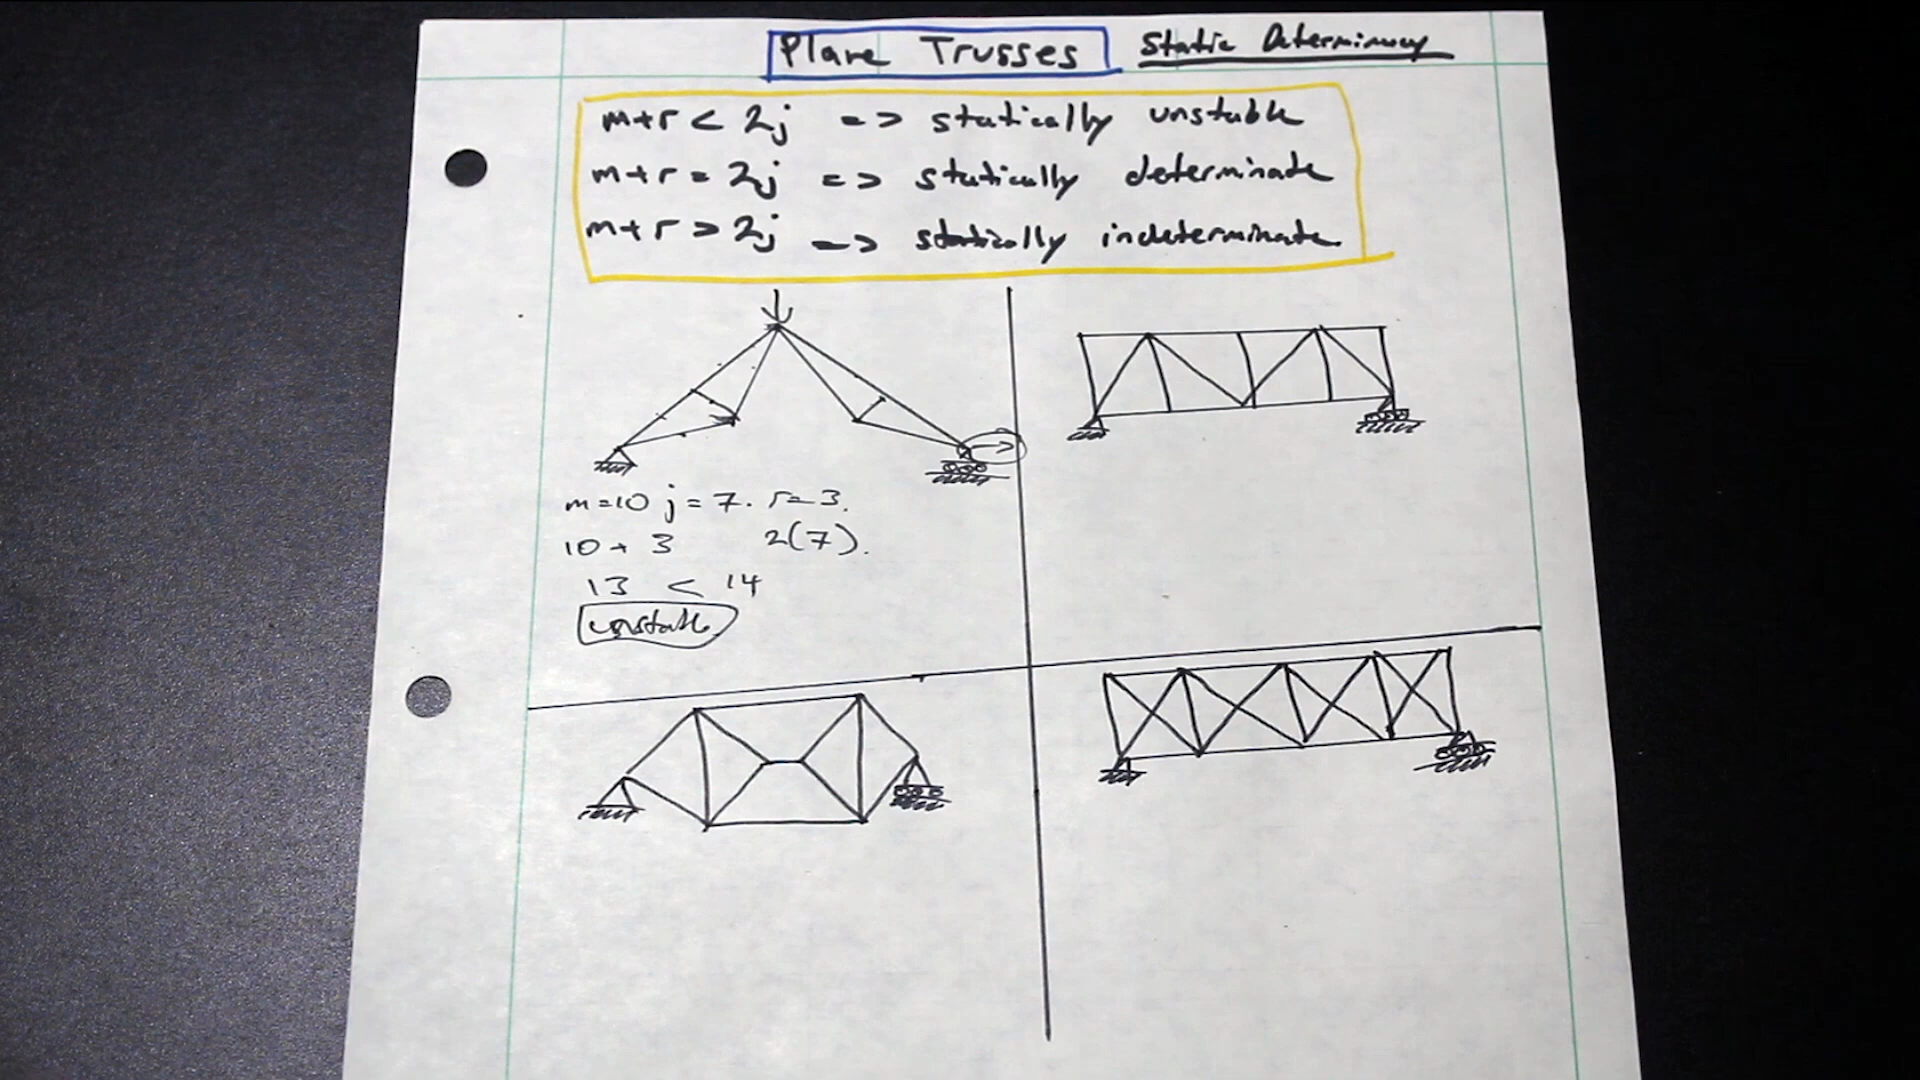 Plane Trusses Static Determinacy
m+r < 2j => statically unstable
m+r = 2j => statically determinate
m+r > 2j => statically indeterminate
m=10 j=7. r=3.
10+3 2(7).
13 < 14
unstable